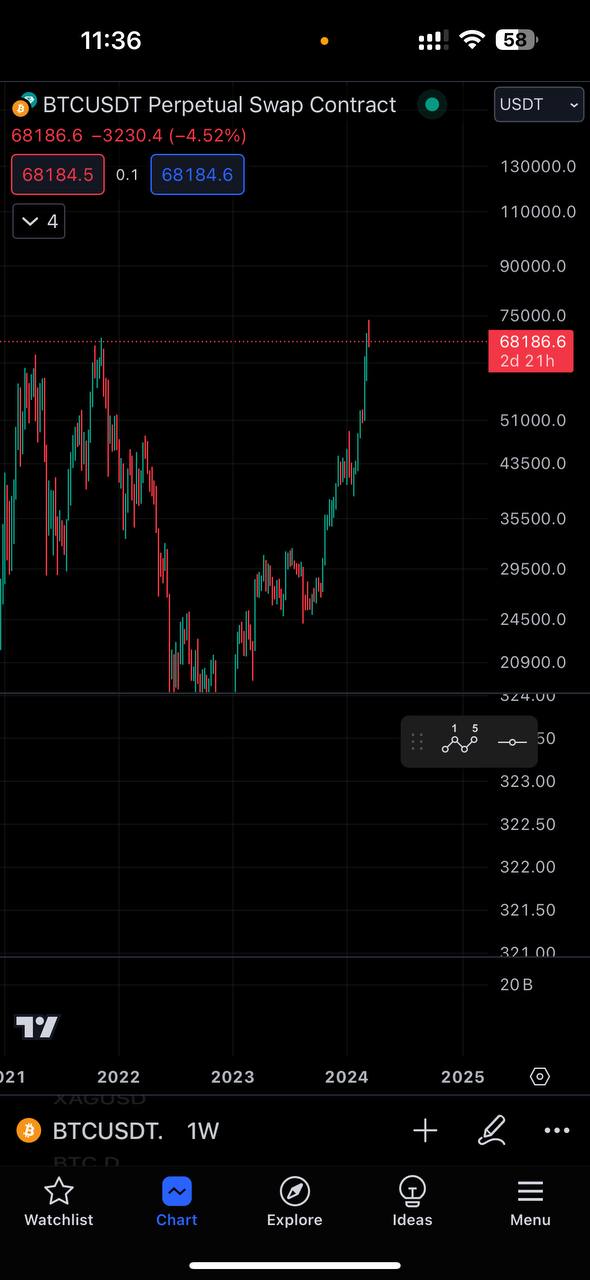 11:36
58
BTCUSDT Perpetual Swap Contract
USDT
68186.6 −3230.4 (−4.52%)
68184.5 0.1 68184.6
4
130000.0
110000.0
90000.0
75000.0
68186.6
2d 21h
51000.0
43500.0
35500.0
29500.0
24500.0
20900.0
324.00
1 5
50
323.00
322.50
322.00
321.50
321.00
20 B
021 2022 2023 2024 2025
XAGUSD
BTCUSDT. 1W
BTC.D
Watchlist Chart Explore Ideas Menu